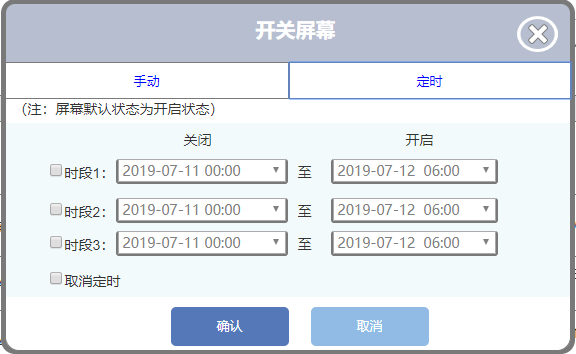 开关屏幕
手动 定时
（注：屏幕默认状态为开启状态）
关闭 开启
时段1： 2019-07-11 00:00 至 2019-07-12 06:00
时段2： 2019-07-11 00:00 至 2019-07-12 06:00
时段3： 2019-07-11 00:00 至 2019-07-12 06:00
取消定时
确认 取消